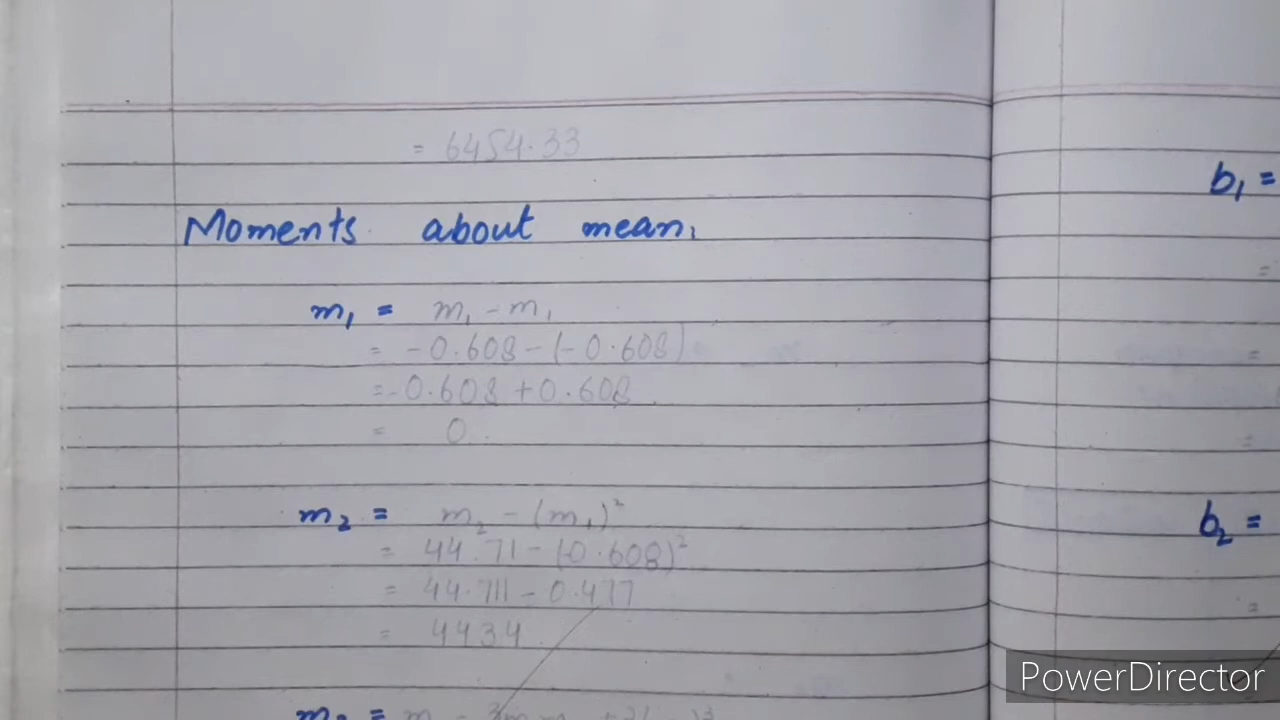 = 6454.33
Moments about mean.
m₁ = m₁ - m₁
= -0.608 - (-0.608)
= -0.608 + 0.608
= 0
m₂ = m₂ - (m₁)²
= 44.71 - (-0.608)²
= 44.711 - 0.477
= 4434
b₁ =
=
=
=
b₂ =
=
PowerDirector